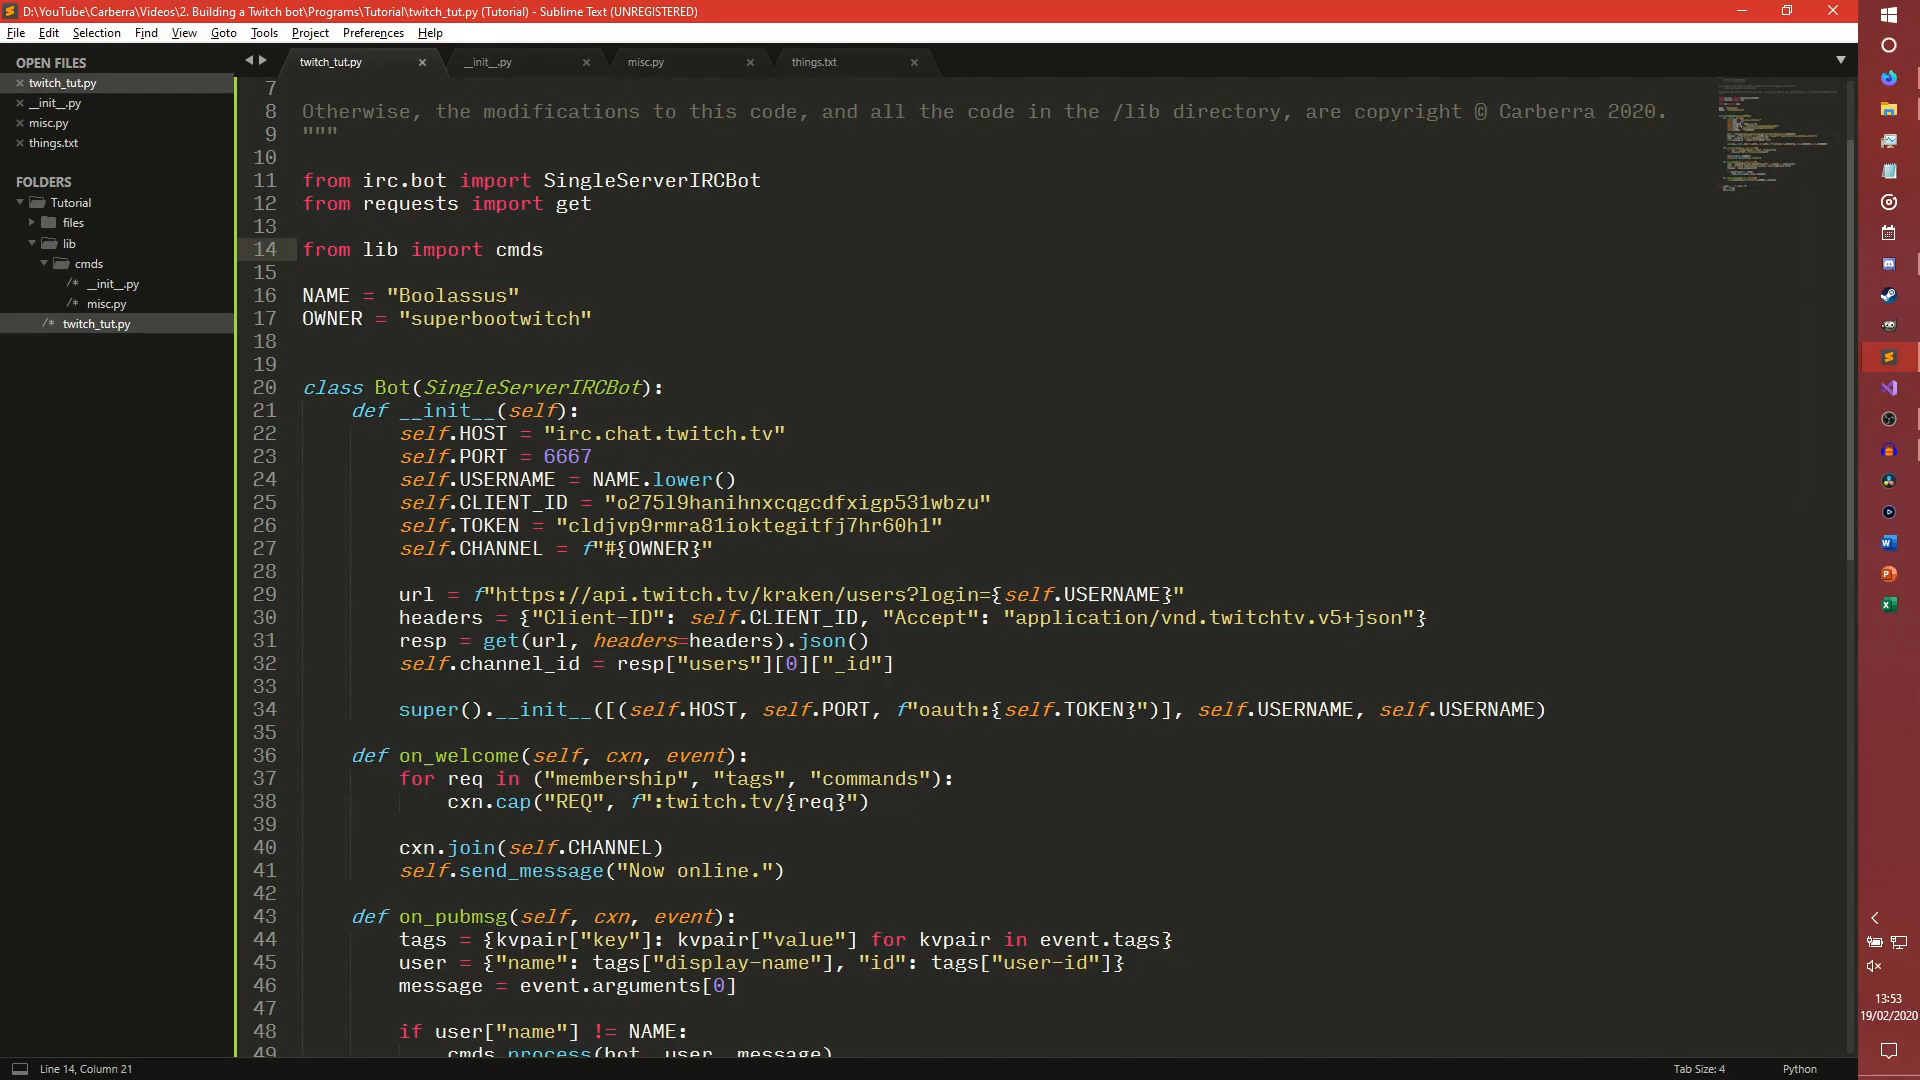 D:\YouTube\Carberra\Videos\2. Building a Twitch bot\Programs\Tutorial\twitch_tut.py (Tutorial) - Sublime Text (UNREGISTERED)
File Edit Selection Find View Goto Tools Project Preferences Help
OPEN FILES
twitch_tut.py
__init__.py
misc.py
things.txt
FOLDERS
Tutorial
files
lib
cmds
/* __init__.py
/* misc.py
/* twitch_tut.py
twitch_tut.py × __init__.py × misc.py × things.txt ×
7
8 Otherwise, the modifications to this code, and all the code in the /lib directory, are copyright @ Carberra 2020.
9 """
10
11 from irc.bot import SingleServerIRCBot
12 from requests import get
13
14 from lib import cmds
15
16 NAME = "Boolassus"
17 OWNER = "superbootwitch"
18
19
20 class Bot(SingleServerIRCBot):
21 def __init__(self):
22 self.HOST = "irc.chat.twitch.tv"
23 self.PORT = 6667
24 self.USERNAME = NAME.lower()
25 self.CLIENT_ID = "o275l9hanihnxcqgcdfxigp531wbzu"
26 self.TOKEN = "cldjvp9rmra81ioktegitfj7hr60h1"
27 self.CHANNEL = f"#{OWNER}"
28
29 url = f"https://api.twitch.tv/kraken/users?login={self.USERNAME}"
30 headers = {"Client-ID": self.CLIENT_ID, "Accept": "application/vnd.twitchtv.v5+json"}
31 resp = get(url, headers=headers).json()
32 self.channel_id = resp["users"][0]["_id"]
33
34 super().__init__([(self.HOST, self.PORT, f"oauth:{self.TOKEN}")], self.USERNAME, self.USERNAME)
35
36 def on_welcome(self, cxn, event):
37 for req in ("membership", "tags", "commands"):
38 cxn.cap("REQ", f":twitch.tv/{req}")
39
40 cxn.join(self.CHANNEL)
41 self.send_message("Now online.")
42
43 def on_pubmsg(self, cxn, event):
44 tags = {kvpair["key"]: kvpair["value"] for kvpair in event.tags}
45 user = {"name": tags["display-name"], "id": tags["user-id"]}
46 message = event.arguments[0]
47
48 if user["name"] != NAME:
49 cmds.process(bot, user, message)
Line 14, Column 21
Tab Size: 4
Python
13:53
19/02/2020